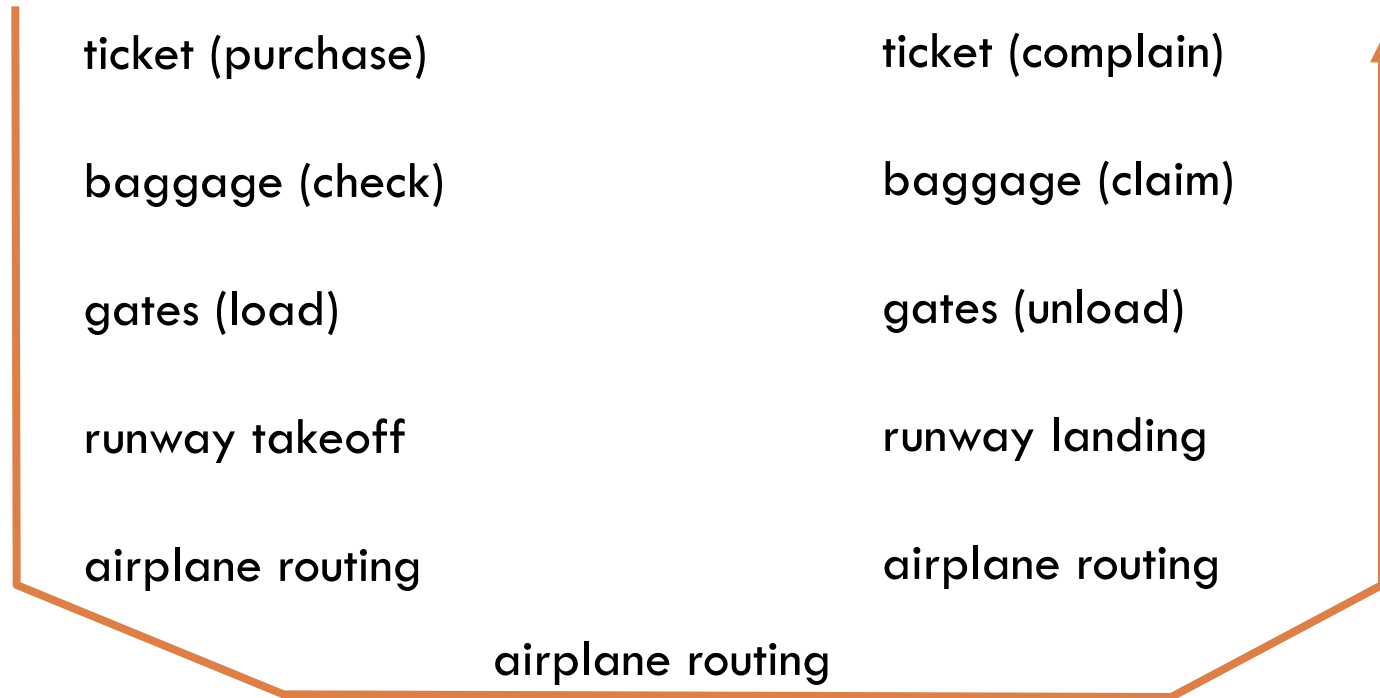 ticket (purchase)
baggage (check)
gates (load)
runway takeoff
airplane routing
airplane routing
ticket (complain)
baggage (claim)
gates (unload)
runway landing
airplane routing